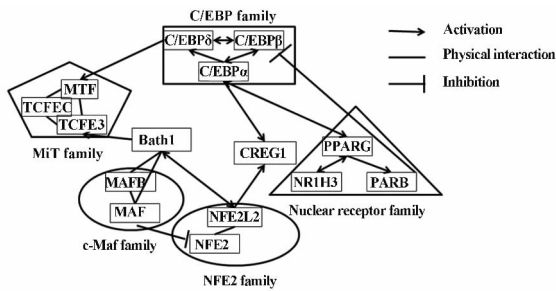 C/EBP family
C/EBPδ
C/EBPβ
C/EBPα
Activation
Physical interaction
Inhibition
MTF
TCFEC
TCFE3
MiT family
Bath1
CREG1
PPARG
NR1H3
PARB
Nuclear receptor family
MAFB
MAF
c-Maf family
NFE2L2
NFE2
NFE2 family